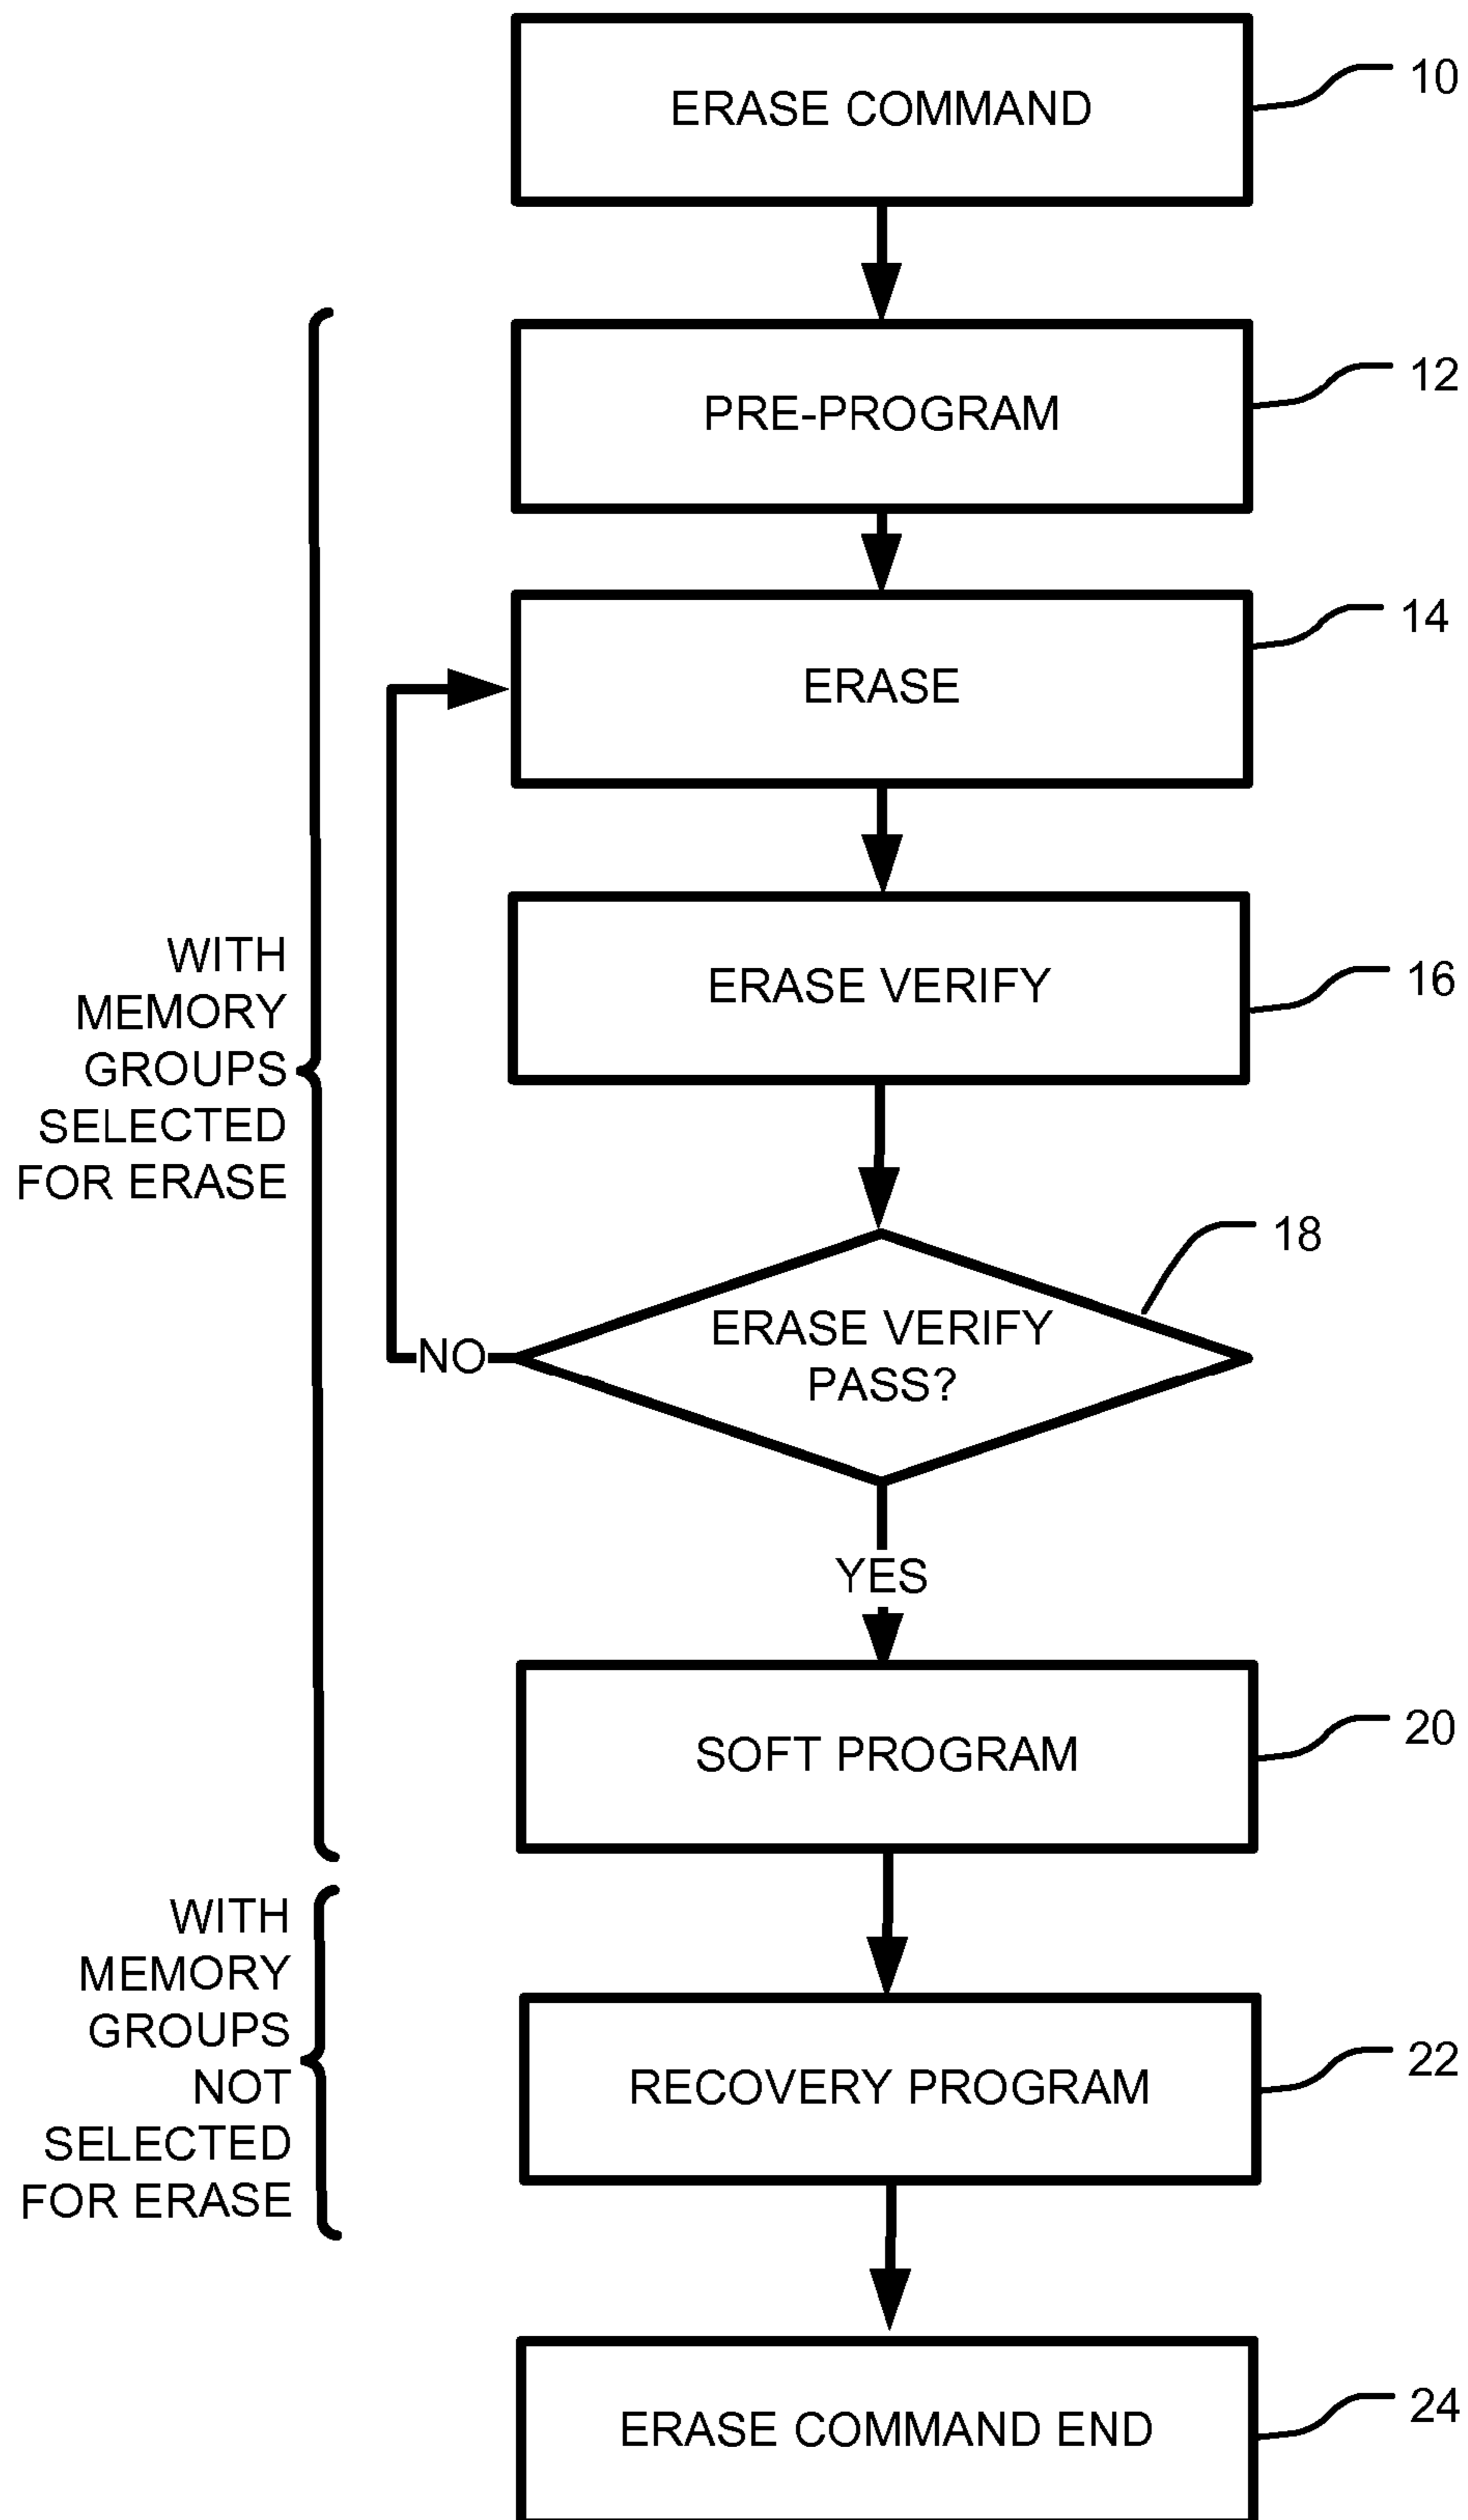 ERASE COMMAND
10
PRE-PROGRAM
12
ERASE
14
WITH
MEMORY
GROUPS
SELECTED
FOR ERASE
ERASE VERIFY
16
18
ERASE VERIFY
PASS?
NO
YES
SOFT PROGRAM
20
WITH
MEMORY
GROUPS
NOT
SELECTED
FOR ERASE
RECOVERY PROGRAM
22
ERASE COMMAND END
24